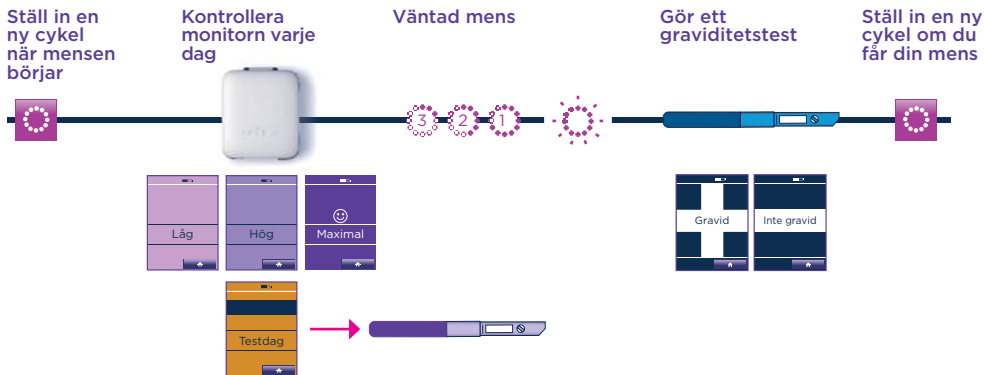 Ställ in en
ny cykel
när mensen
börjar
Kontrollera
monitorn varje
dag
Väntad mens
Gör ett
graviditetstest
Ställ in en ny
cykel om du
får din mens
3
2
1
Låg
Hög
Maximal
Gravid
Inte gravid
Testdag